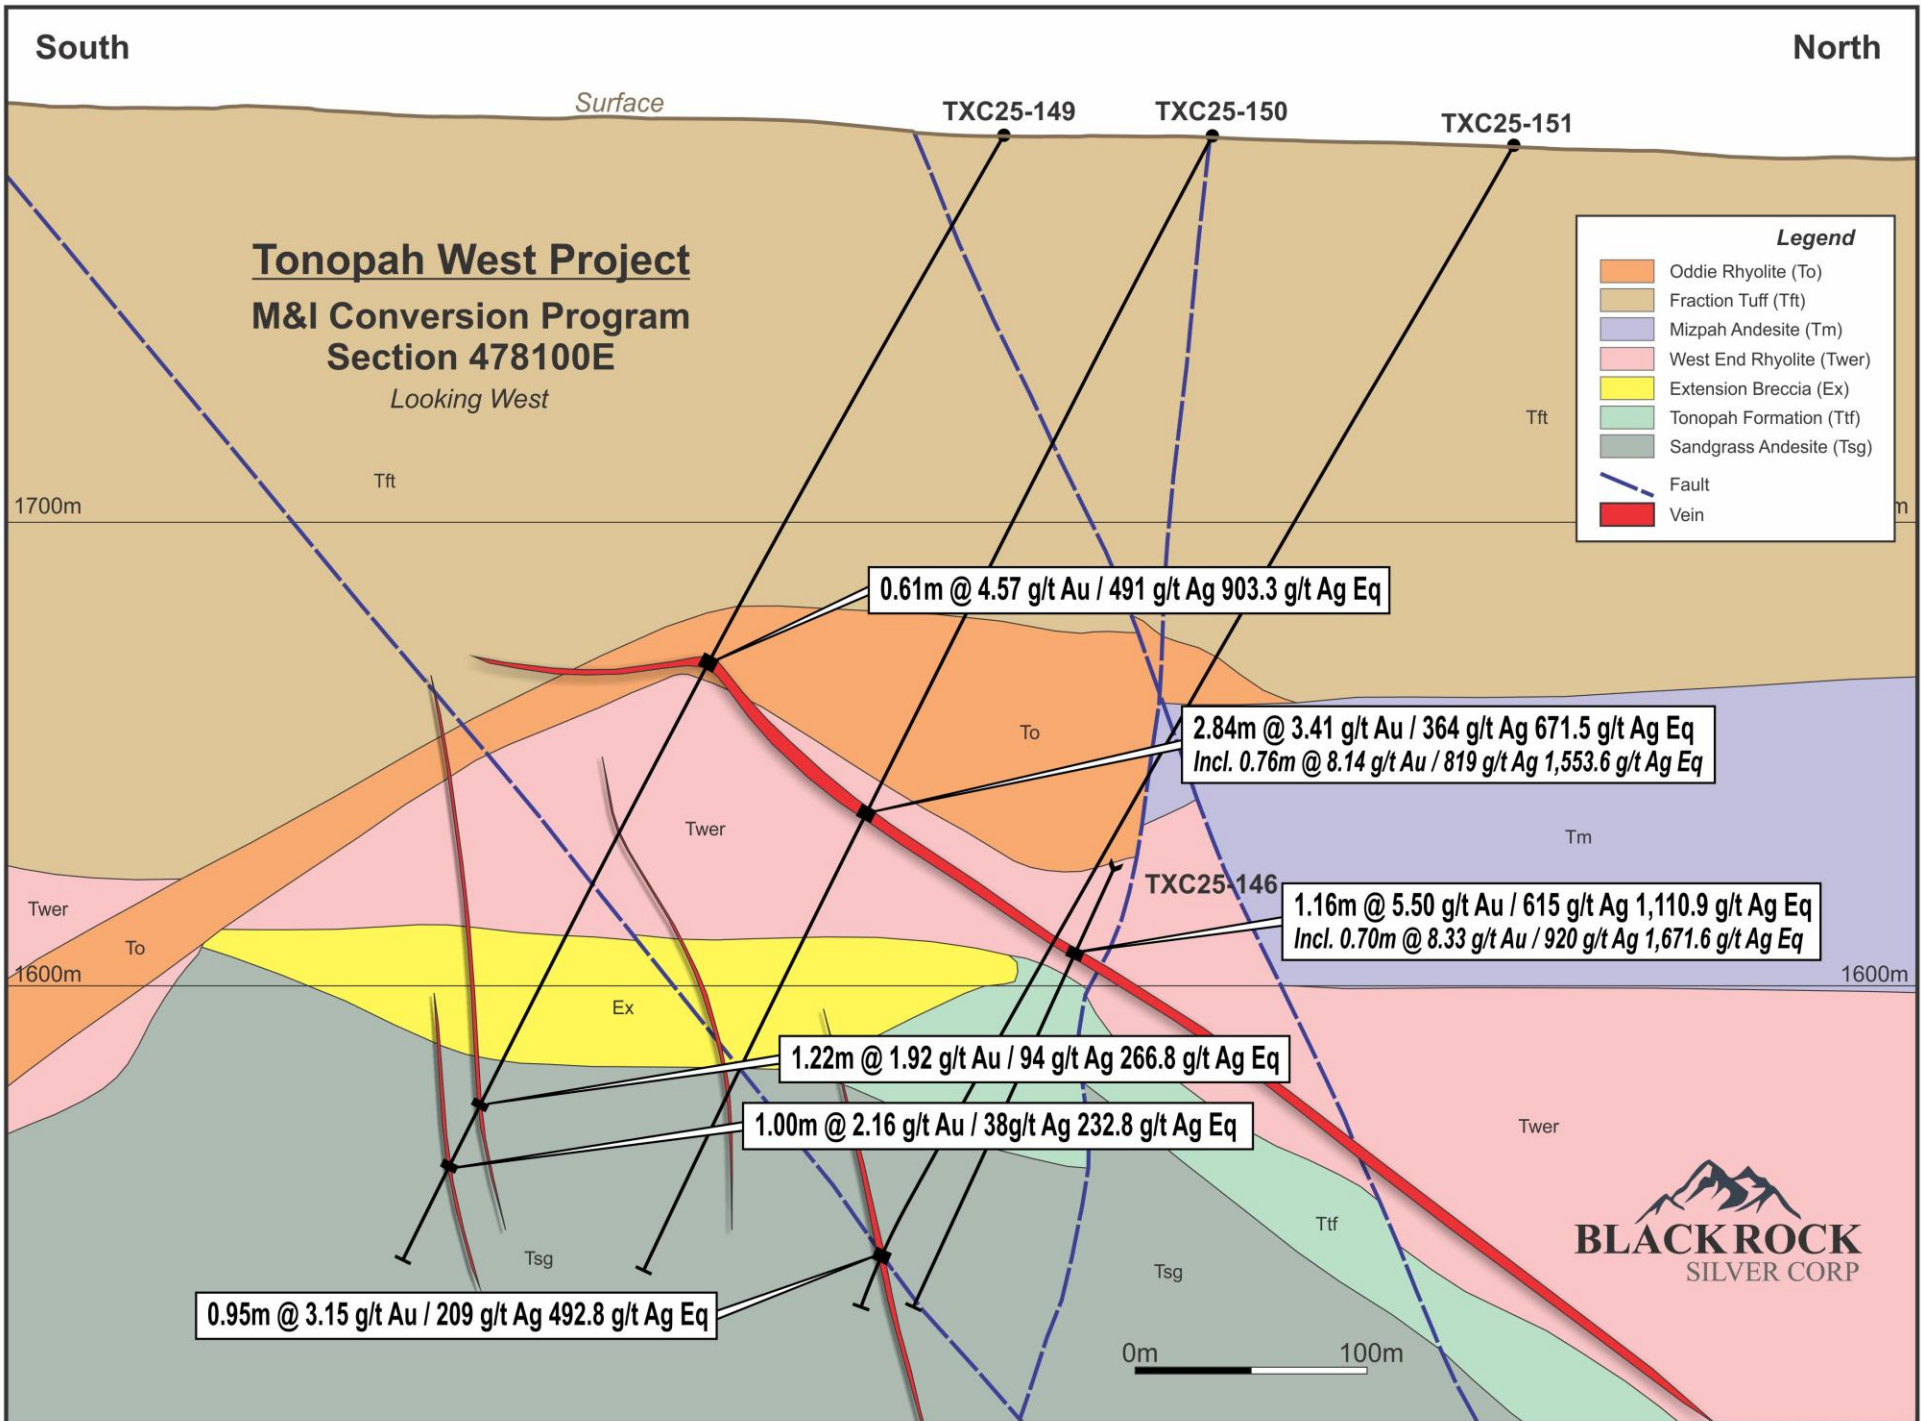 South
North
Surface
TXC25-149
TXC25-150
TXC25-151
Tonopah West Project
M&I Conversion Program
Section 478100E
Looking West
Legend
Oddie Rhyolite (To)
Fraction Tuff (Tft)
Mizpah Andesite (Tm)
West End Rhyolite (Twer)
Extension Breccia (Ex)
Tonopah Formation (Ttf)
Sandgrass Andesite (Tsg)
Fault
Vein
Tft
Tft
1700m
m
0.61m @ 4.57 g/t Au / 491 g/t Ag 903.3 g/t Ag Eq
To
2.84m @ 3.41 g/t Au / 364 g/t Ag 671.5 g/t Ag Eq
Incl. 0.76m @ 8.14 g/t Au / 819 g/t Ag 1,553.6 g/t Ag Eq
Twer
Tm
TXC25-146
Twer
To
1.16m @ 5.50 g/t Au / 615 g/t Ag 1,110.9 g/t Ag Eq
Incl. 0.70m @ 8.33 g/t Au / 920 g/t Ag 1,671.6 g/t Ag Eq
1600m
1600m
Ex
1.22m @ 1.92 g/t Au / 94 g/t Ag 266.8 g/t Ag Eq
1.00m @ 2.16 g/t Au / 38g/t Ag 232.8 g/t Ag Eq
Twer
Ttf
Tsg
Tsg
BLACK ROCK
SILVER CORP
0.95m @ 3.15 g/t Au / 209 g/t Ag 492.8 g/t Ag Eq
0m
100m